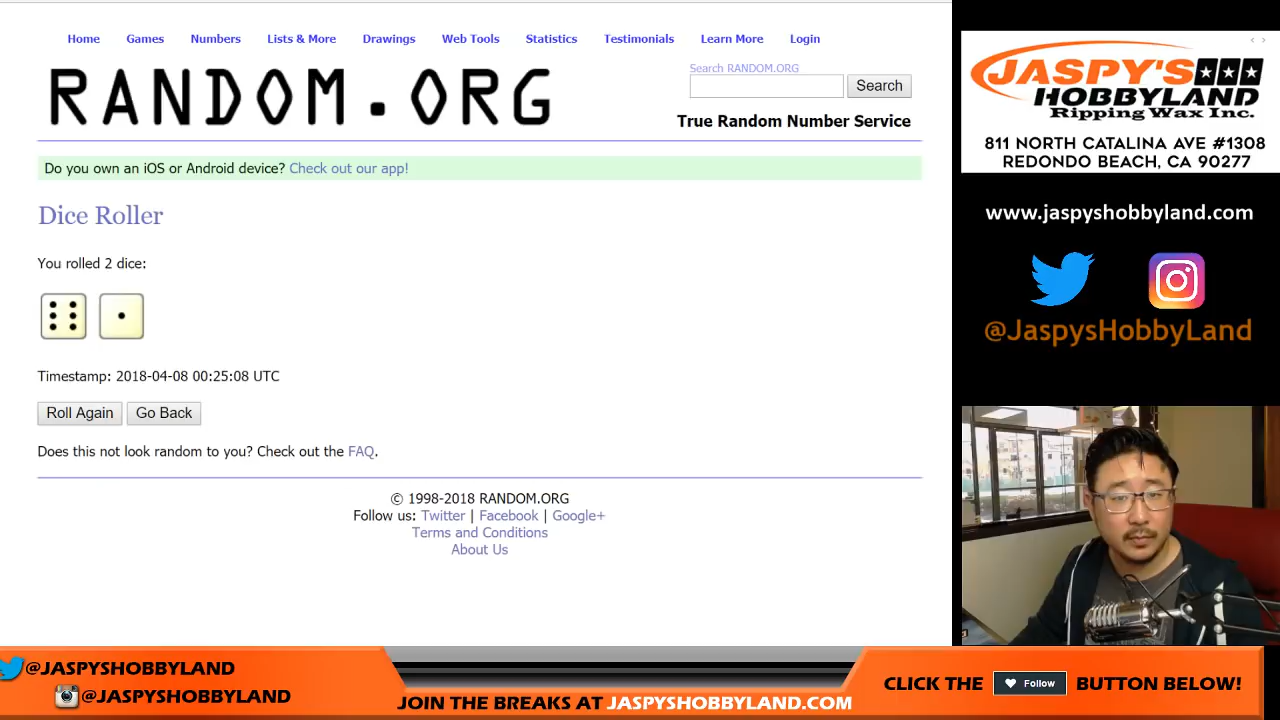 Home Games Numbers Lists & More Drawings Web Tools Statistics Testimonials Learn More Login
RANDOM.ORG
Search RANDOM.ORG
Search
True Random Number Service
Do you own an iOS or Android device? Check out our app!
Dice Roller
You rolled 2 dice:
Timestamp: 2018-04-08 00:25:08 UTC
Roll Again Go Back
Does this not look random to you? Check out the FAQ.
© 1998-2018 RANDOM.ORG
Follow us: Twitter | Facebook | Google+
Terms and Conditions
About Us
JASPY'S
HOBBYLAND
Ripping Wax Inc.
811 NORTH CATALINA AVE #1308
REDONDO BEACH, CA 90277
www.jaspyshobbyland.com
@JaspysHobbyLand
@JASPYSHOBBYLAND
@JASPYSHOBBYLAND
JOIN THE BREAKS AT JASPYSHOBBYLAND.COM
CLICK THE Follow BUTTON BELOW!